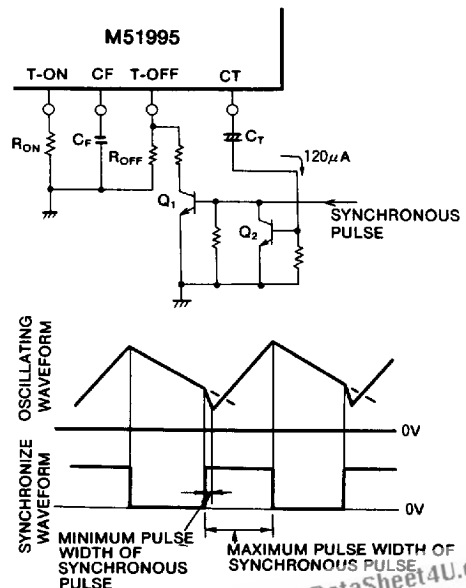 M51995
T-ON CF T-OFF CT
RON
CF
ROFF
CT
120μA
Q1
Q2
SYNCHRONOUS
PULSE
OSCILLATING
WAVEFORM
0V
SYNCHRONIZE
WAVEFORM
0V
MINIMUM PULSE
WIDTH OF
SYNCHRONOUS
PULSE
MAXIMUM PULSE WIDTH OF
SYNCHRONOUS PULSE
DataSheet4U.